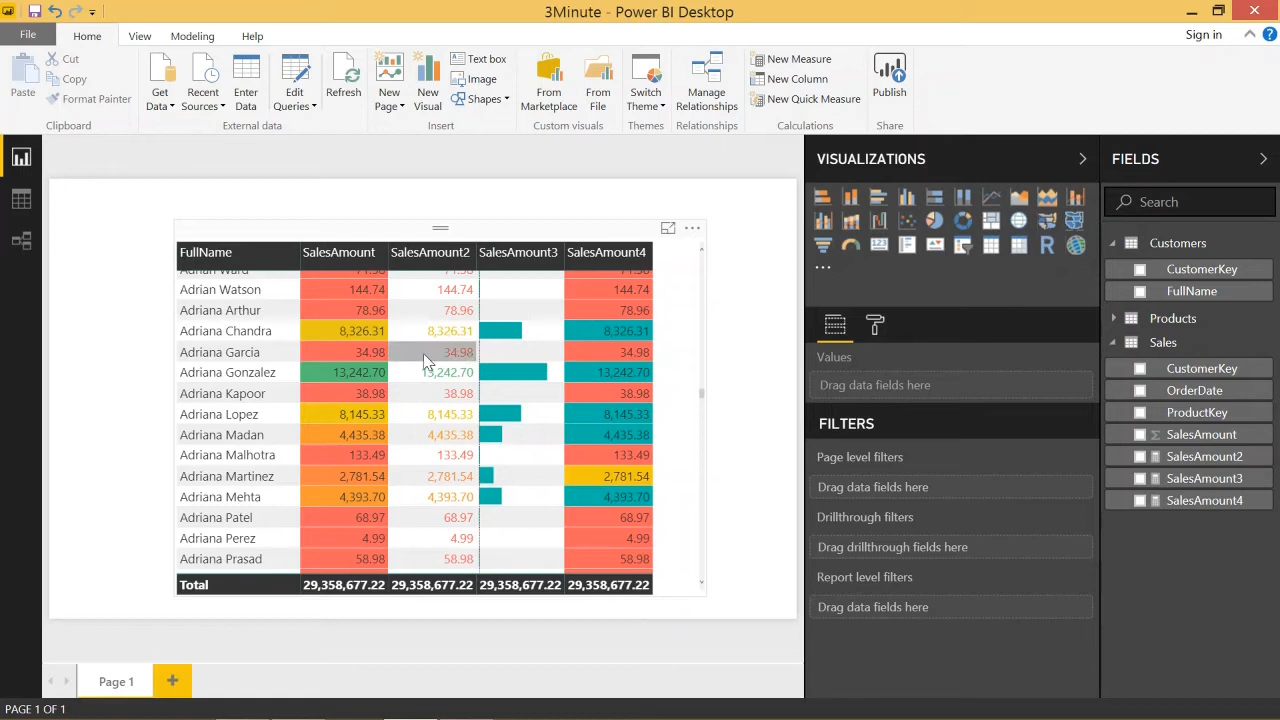 3Minute - Power BI Desktop
File Home View Modeling Help Sign in
Paste
Cut
Copy
Format Painter
Clipboard
Get Data
Recent Sources
Enter Data
Edit Queries
Refresh
External data
New Page
New Visual
Text box
Image
Shapes
Insert
From Marketplace
From File
Custom visuals
Switch Theme
Themes
Manage Relationships
Relationships
New Measure
New Column
New Quick Measure
Calculations
Publish
Share
FullName SalesAmount SalesAmount2 SalesAmount3 SalesAmount4
Adrian Ward 71.58 71.58 71.58
Adrian Watson 144.74 144.74 144.74
Adriana Arthur 78.96 78.96 78.96
Adriana Chandra 8,326.31 8,326.31 8,326.31
Adriana Garcia 34.98 34.98 34.98
Adriana Gonzalez 13,242.70 13,242.70 13,242.70
Adriana Kapoor 38.98 38.98 38.98
Adriana Lopez 8,145.33 8,145.33 8,145.33
Adriana Madan 4,435.38 4,435.38 4,435.38
Adriana Malhotra 133.49 133.49 133.49
Adriana Martinez 2,781.54 2,781.54 2,781.54
Adriana Mehta 4,393.70 4,393.70 4,393.70
Adriana Patel 68.97 68.97 68.97
Adriana Perez 4.99 4.99 4.99
Adriana Prasad 58.98 58.98 58.98
Total 29,358,677.22 29,358,677.22 29,358,677.22 29,358,677.22
VISUALIZATIONS
R
Values
Drag data fields here
FILTERS
Page level filters
Drag data fields here
Drillthrough filters
Drag drillthrough fields here
Report level filters
Drag data fields here
FIELDS
Search
Customers
CustomerKey
FullName
Products
Sales
CustomerKey
OrderDate
ProductKey
SalesAmount
SalesAmount2
SalesAmount3
SalesAmount4
Page 1
PAGE 1 OF 1